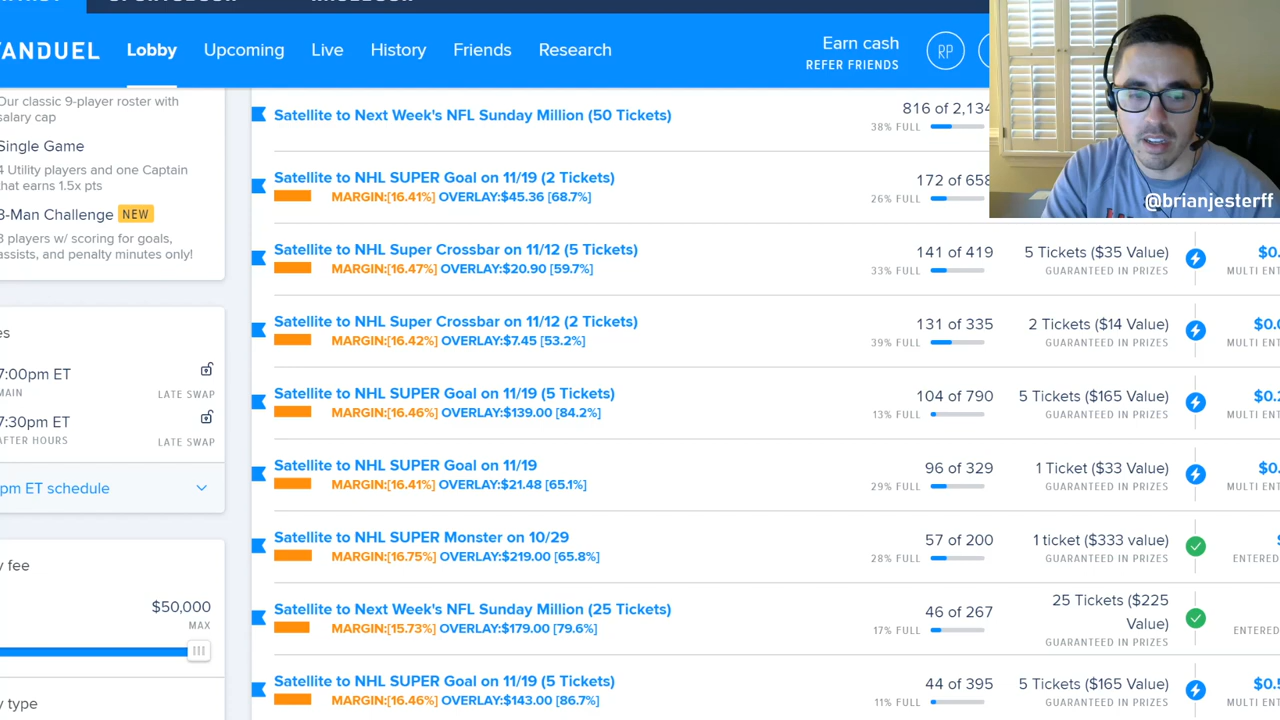 ANDUEL Lobby Upcoming Live History Friends Research Earn cash
REFER FRIENDS
RP
@brianjesterff
Our classic 9-player roster with
salary cap
Single Game
4 Utility players and one Captain
that earns 1.5x pts
3-Man Challenge NEW
3 players w/ scoring for goals,
assists, and penalty minutes only!
7:00pm ET
MAIN LATE SWAP
7:30pm ET
AFTER HOURS LATE SWAP
pm ET schedule
y fee
$50,000
MAX
y type
Satellite to Next Week's NFL Sunday Million (50 Tickets) 816 of 2,134
38% FULL
Satellite to NHL SUPER Goal on 11/19 (2 Tickets) 172 of 658
MARGIN:[16.41%] OVERLAY:$45.36 [68.7%] 26% FULL
Satellite to NHL Super Crossbar on 11/12 (5 Tickets) 141 of 419 5 Tickets ($35 Value) $0.
MARGIN:[16.47%] OVERLAY:$20.90 [59.7%] 33% FULL GUARANTEED IN PRIZES MULTI ENT
Satellite to NHL Super Crossbar on 11/12 (2 Tickets) 131 of 335 2 Tickets ($14 Value) $0.0
MARGIN:[16.42%] OVERLAY:$7.45 [53.2%] 39% FULL GUARANTEED IN PRIZES MULTI ENT
Satellite to NHL SUPER Goal on 11/19 (5 Tickets) 104 of 790 5 Tickets ($165 Value) $0.2
MARGIN:[16.46%] OVERLAY:$139.00 [84.2%] 13% FULL GUARANTEED IN PRIZES MULTI ENT
Satellite to NHL SUPER Goal on 11/19 96 of 329 1 Ticket ($33 Value) $0.
MARGIN:[16.41%] OVERLAY:$21.48 [65.1%] 29% FULL GUARANTEED IN PRIZES MULTI ENT
Satellite to NHL SUPER Monster on 10/29 57 of 200 1 ticket ($333 value)
MARGIN:[16.75%] OVERLAY:$219.00 [65.8%] 28% FULL GUARANTEED IN PRIZES ENTERED
Satellite to Next Week's NFL Sunday Million (25 Tickets) 46 of 267 25 Tickets ($225
Value)
MARGIN:[15.73%] OVERLAY:$179.00 [79.6%] 17% FULL GUARANTEED IN PRIZES ENTERED
Satellite to NHL SUPER Goal on 11/19 (5 Tickets) 44 of 395 5 Tickets ($165 Value) $0.5
MARGIN:[16.46%] OVERLAY:$143.00 [86.7%] 11% FULL GUARANTEED IN PRIZES MULTI ENT